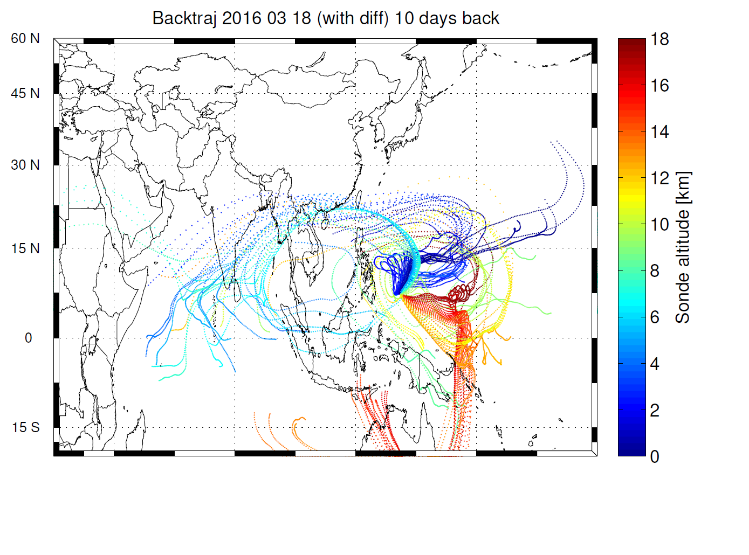 Backtraj 2016 03 18 (with diff) 10 days back
60 N
45 N
30 N
15 N
0
15 S
18
16
14
12
10
8
6
4
2
0
Sonde altitude [km]